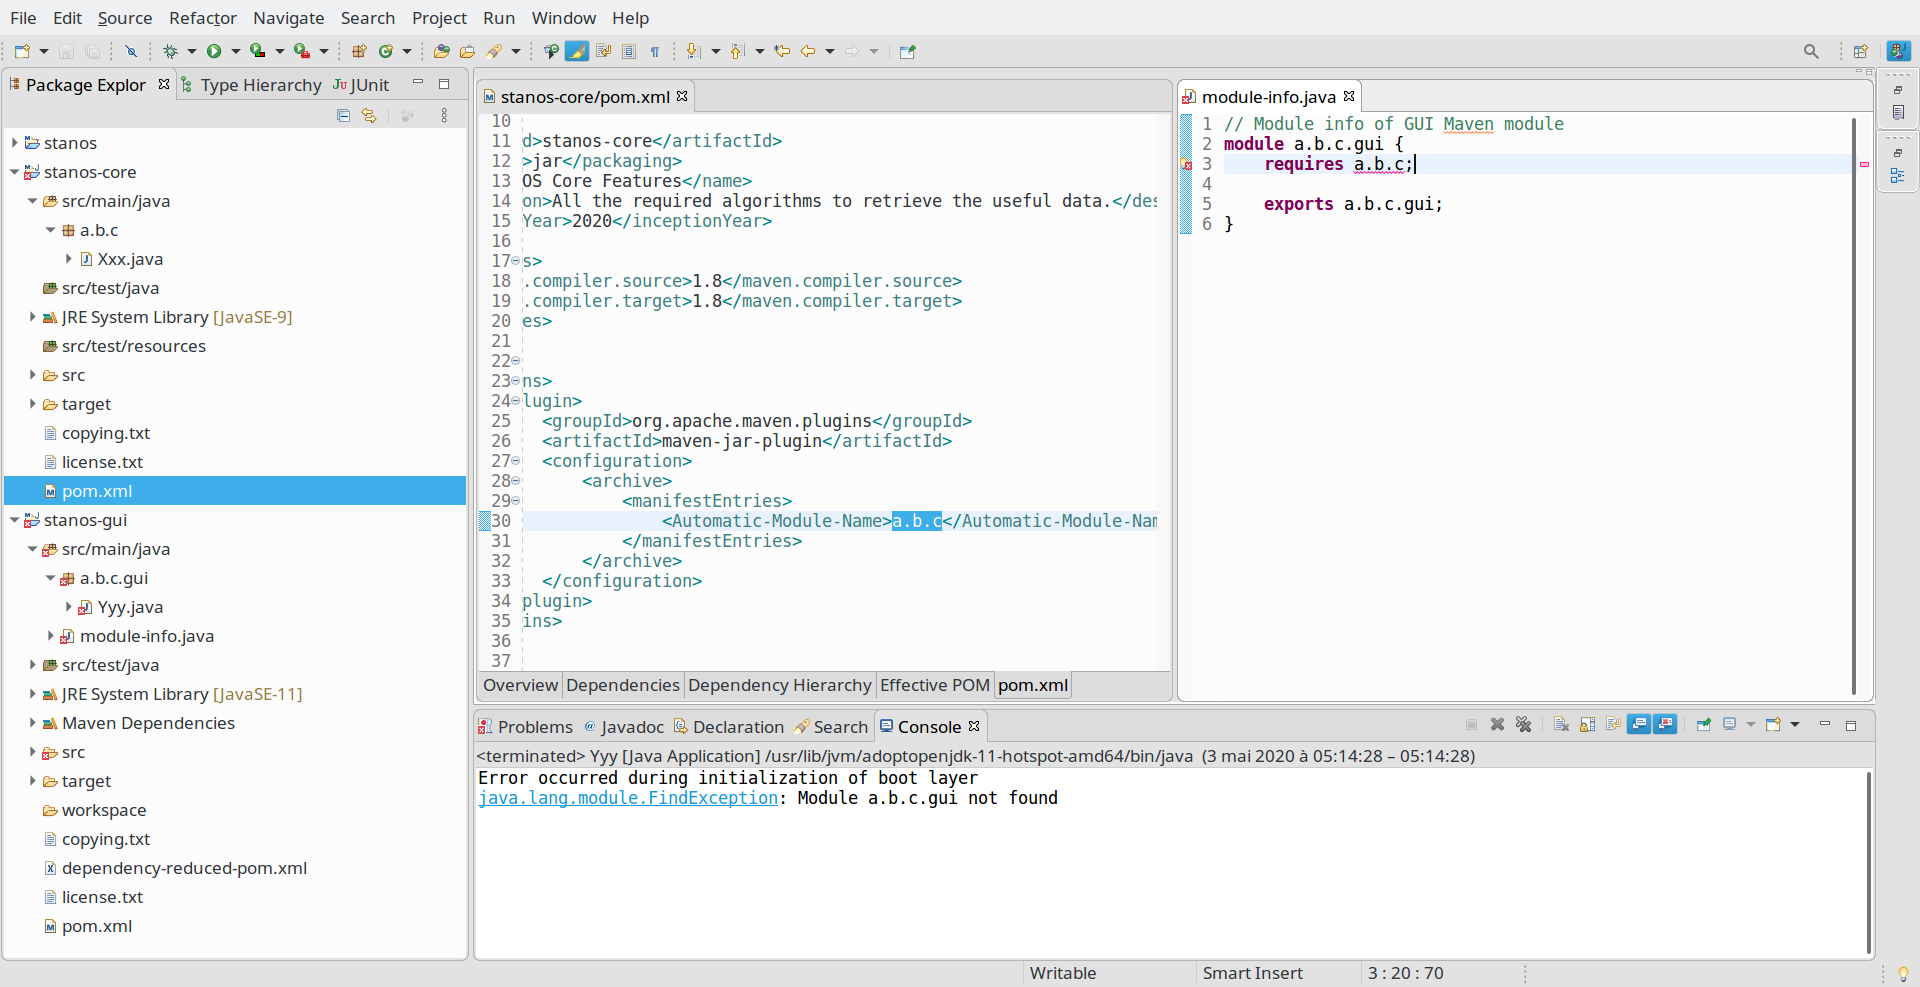 File Edit Source Refactor Navigate Search Project Run Window Help
Package Explor Type Hierarchy JUnit
stanos
stanos-core
src/main/java
a.b.c
Xxx.java
src/test/java
JRE System Library [JavaSE-9]
src/test/resources
src
target
copying.txt
license.txt
pom.xml
stanos-gui
src/main/java
a.b.c.gui
Yyy.java
module-info.java
src/test/java
JRE System Library [JavaSE-11]
Maven Dependencies
src
target
workspace
copying.txt
dependency-reduced-pom.xml
license.txt
pom.xml
stanos-core/pom.xml
10
11 d>stanos-core</artifactId>
12 >jar</packaging>
13 OS Core Features</name>
14 on>All the required algorithms to retrieve the useful data.</des
15 Year>2020</inceptionYear>
16
17 s>
18 .compiler.source>1.8</maven.compiler.source>
19 .compiler.target>1.8</maven.compiler.target>
20 es>
21
22
23 ns>
24 lugin>
25 <groupId>org.apache.maven.plugins</groupId>
26 <artifactId>maven-jar-plugin</artifactId>
27 <configuration>
28 <archive>
29 <manifestEntries>
30 <Automatic-Module-Name>a.b.c</Automatic-Module-Nam
31 </manifestEntries>
32 </archive>
33 </configuration>
34 plugin>
35 ins>
36
37
Overview Dependencies Dependency Hierarchy Effective POM pom.xml
module-info.java
1 // Module info of GUI Maven module
2 module a.b.c.gui {
3 requires a.b.c;
4
5 exports a.b.c.gui;
6 }
Problems Javadoc Declaration Search Console
<terminated> Yyy [Java Application] /usr/lib/jvm/adoptopenjdk-11-hotspot-amd64/bin/java (3 mai 2020 à 05:14:28 – 05:14:28)
Error occurred during initialization of boot layer
java.lang.module.FindException: Module a.b.c.gui not found
Writable Smart Insert 3 : 20 : 70